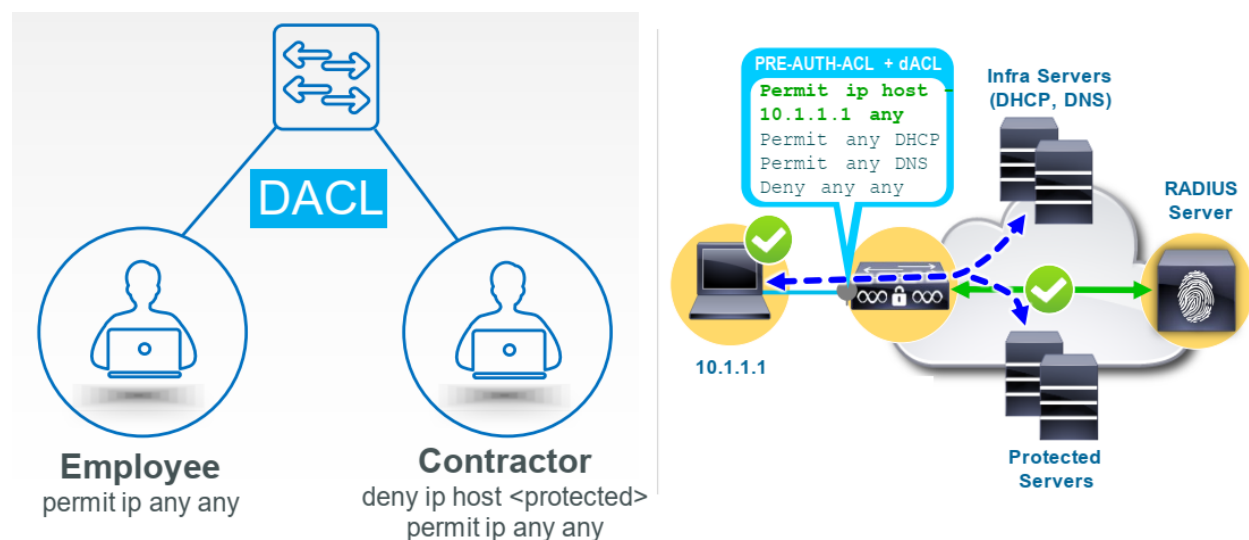 DACL
Employee
permit ip any any
Contractor
deny ip host <protected>
permit ip any any
PRE-AUTH-ACL + dACL
Permit ip host -
10.1.1.1 any
Permit any DHCP
Permit any DNS
Deny any any
Infra Servers
(DHCP, DNS)
RADIUS
Server
10.1.1.1
Protected
Servers